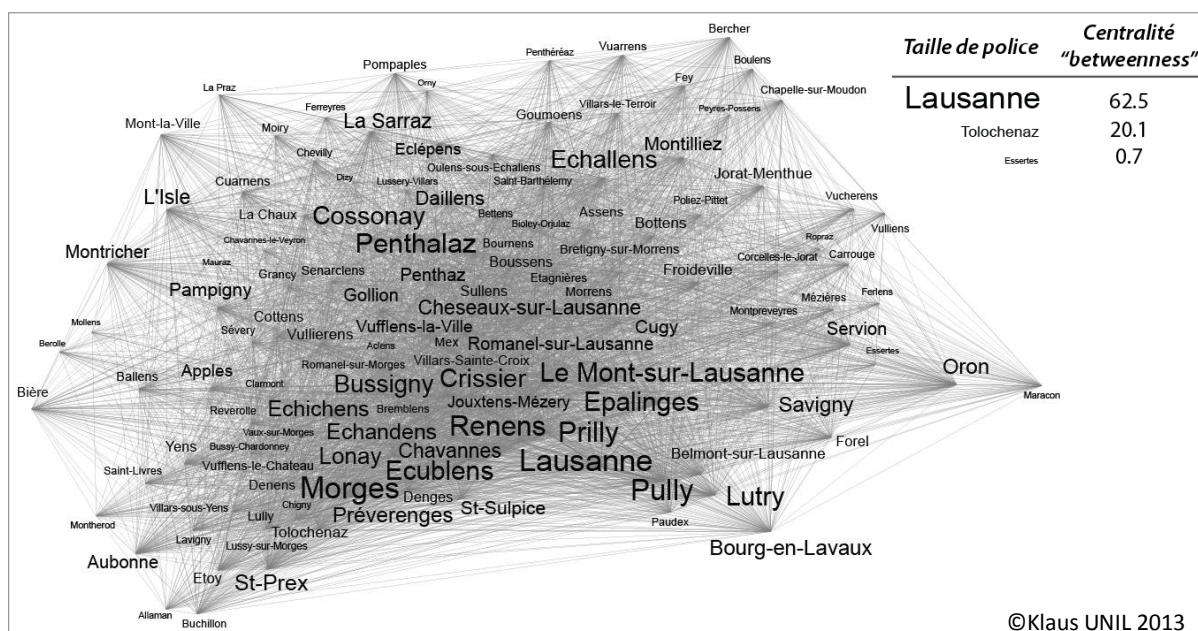 Taille de police
Centralité
“betweenness”
Lausanne 62.5
Tolochenaz 20.1
Essertes 0.7
Bercher
Penthéréaz
Vuarrens
Boulens
Pompaples
Orny
Fey
Chapelle-sur-Moudon
La Praz
Ferreyres
Villars-le-Terroir
Peyres-Possens
Goumoens
Mont-la-Ville
Moiry
La Sarraz
Montilliez
Chevilly
Eclépens
Echallens
Oulens-sous-Echallens
Jorat-Menthue
Cuarnens
Dizy
Lussery-Villars
Saint-Barthélemy
L'Isle
Daillens
Poliez-Pittet
Vucherens
La Chaux
Cossonay
Bettens
Assens
Vulliens
Bioley-Orjulaz
Bottens
Chavannes-le-Veyron
Penthalaz
Bournens
Bretigny-sur-Morrens
Ropraz
Montricher
Corcelles-le-Jorat
Carrouge
Mauraz
Grancy
Senarclens
Penthaz
Boussens
Etagnières
Froideville
Pampigny
Gollion
Sullens
Morrens
Mézières
Ferlens
Cheseaux-sur-Lausanne
Montpreveyres
Mollens
Cottens
Sévery
Vullierens
Vufflens-la-Ville
Cugy
Servion
Berolle
Aclens
Mex
Romanel-sur-Lausanne
Essertes
Romanel-sur-Morges
Villars-Sainte-Croix
Oron
Ballens
Apples
Clarmont
Bussigny
Crissier
Le Mont-sur-Lausanne
Bière
Maracon
Reverolle
Echichens
Bremblens
Jouxtens-Mézery
Epalinges
Savigny
Vaux-sur-Morges
Echandens
Renens
Prilly
Forel
Yens
Bussy-Chardonney
Chavannes
Belmont-sur-Lausanne
Saint-Livres
Vufflens-le-Chateau
Lonay
Ecublens
Lausanne
Denens
Morges
Denges
Pully
Lutry
Villars-sous-Yens
Chigny
St-Sulpice
Montherod
Lully
Préverenges
Paudex
Lavigny
Tolochenaz
Lussy-sur-Morges
Bourg-en-Lavaux
Aubonne
Etoy
St-Prex
Allaman
Buchillon
©Klaus UNIL 2013